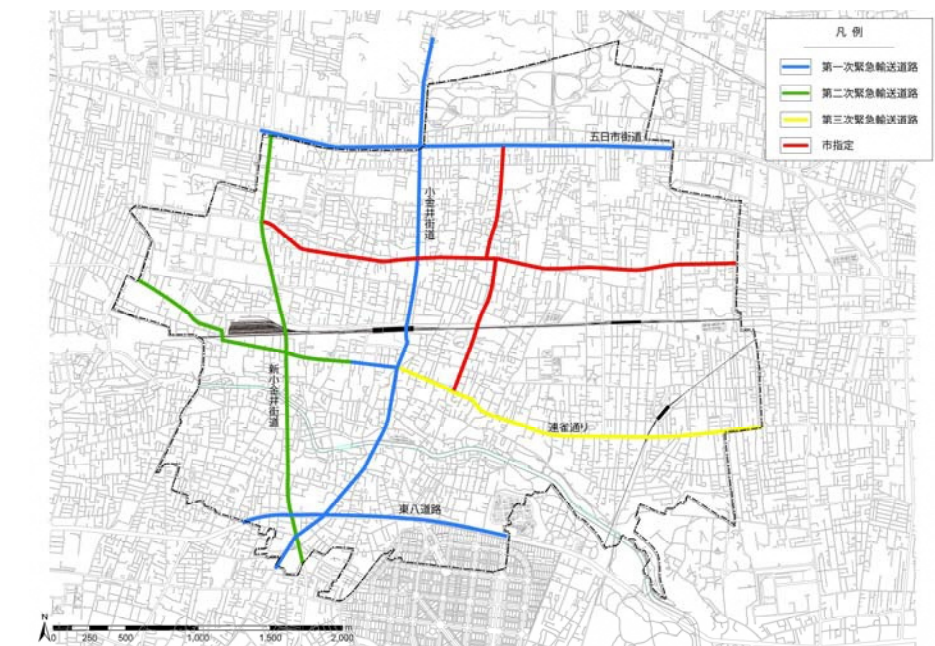 凡 例
第一次緊急輸送道路
第二次緊急輸送道路
第三次緊急輸送道路
市指定
五日市街道
小金井街道
新小金井街道
連雀通り
東八道路
N
0 250 500 1,000 1,500 2,000